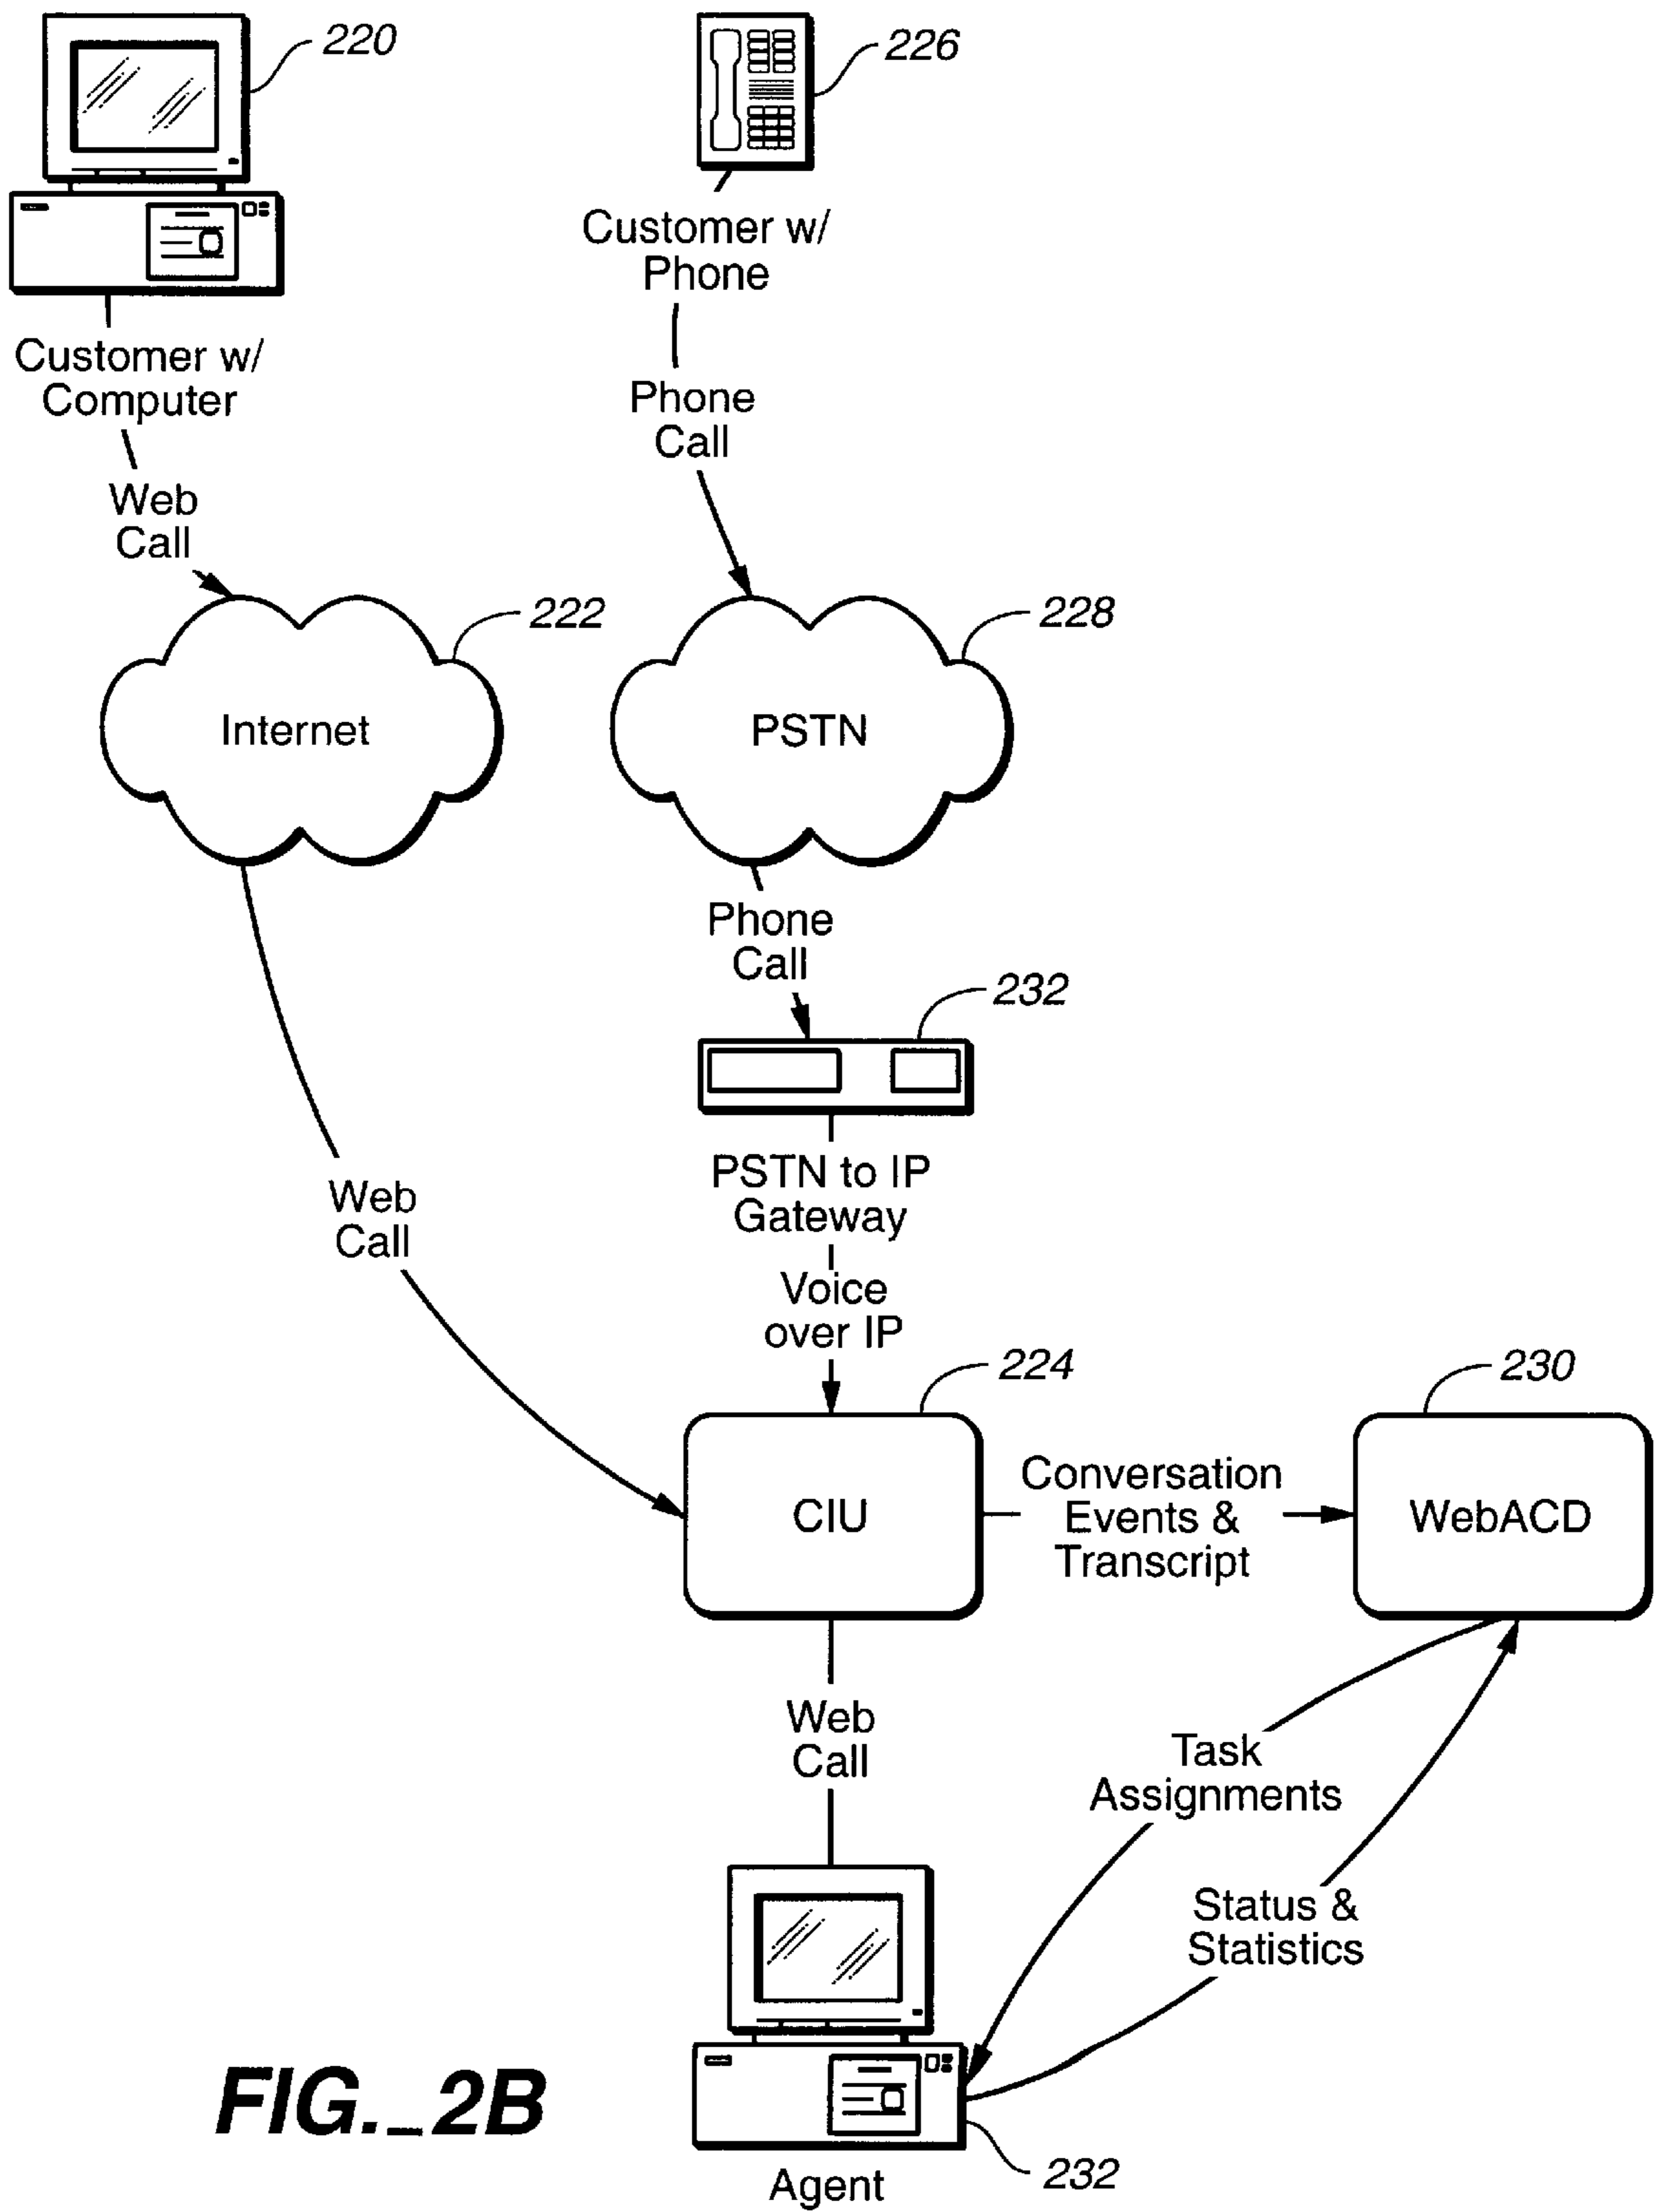 220
226
Customer w/
Phone
Customer w/
Computer
Phone
Call
Web
Call
222
228
Internet
PSTN
Phone
Call
232
PSTN to IP
Gateway
Web
Call
Voice
over IP
224
230
CIU
Conversation
Events &
Transcript
WebACD
Web
Call
Task
Assignments
Status &
Statistics
FIG._2B
232
Agent